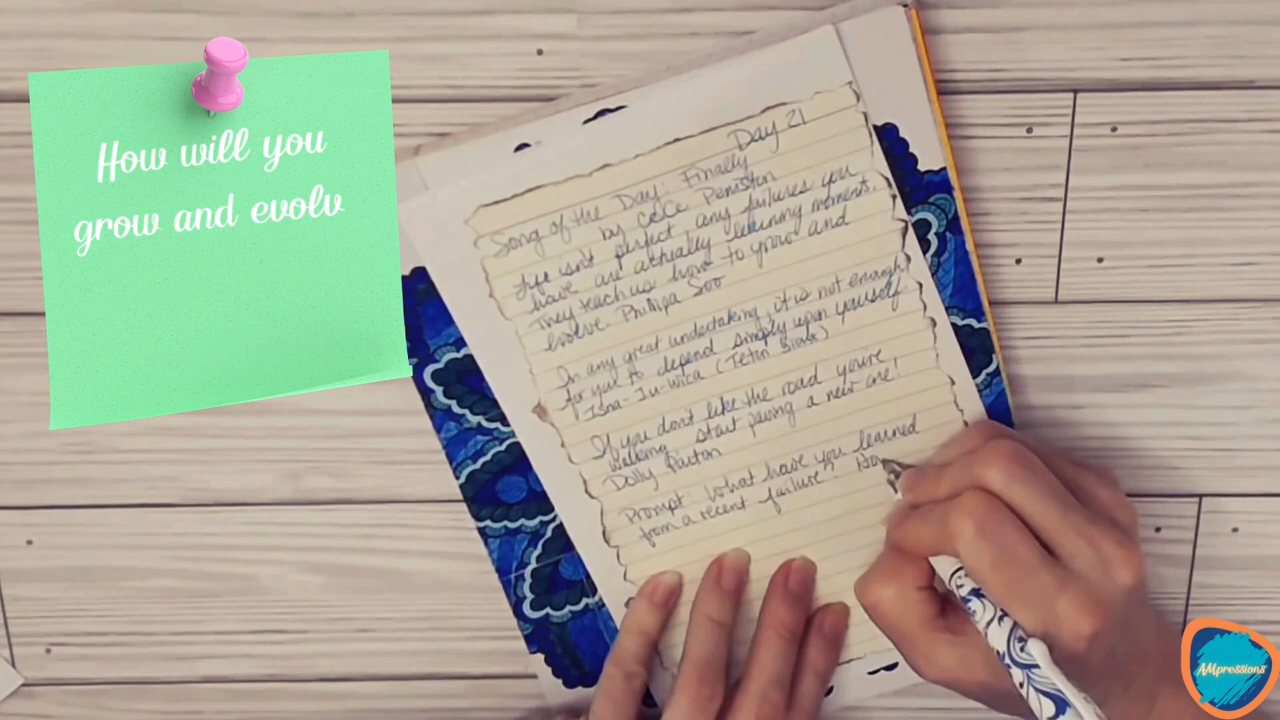 How will you
grow and evolv
Day 21
Song of the Day: Finally
by CeCe Peniston
Life isn't perfect any failures you
have are actually learning moments.
They teach us how to grow and
evolve. Phillipa Soo
In any great undertaking, it is not enough
for you to depend simply upon yourself.
(Teton Sioux)
If you don't like the road you're
walking, start paving a new one!
Dolly Parton
Prompt: What have you learned
from a recent failure? How
AMpressions